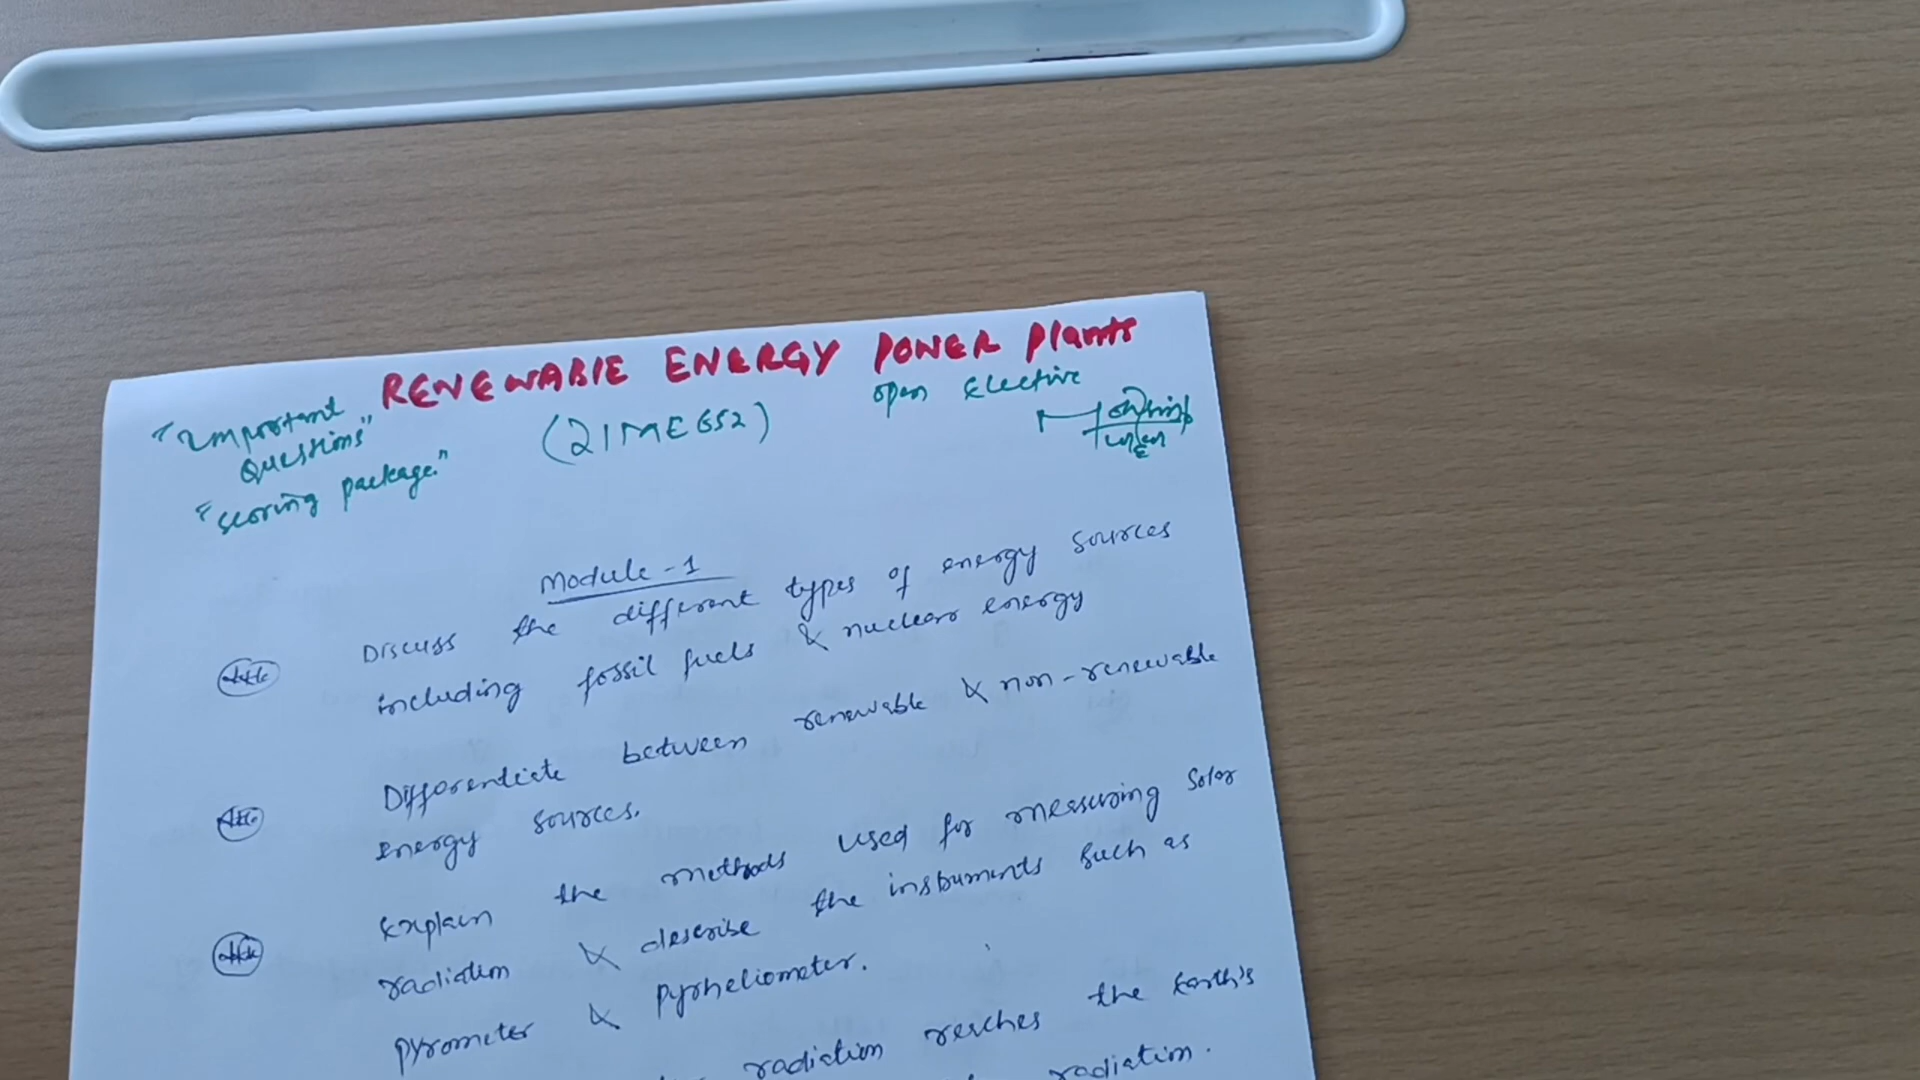 RENEWABIE ENERGY POWER Plants
"Important Questions"
(21ME652)
open Elective
"scoring package"
Module-1
Discuss the different types of energy sources
including fossil fuels & nuclear energy
Differentiate between renewable & non-renewable
energy sources.
Explain the methods used for measuring solar
radiation & describe the instruments such as
pyrometer & pyrheliometer.
radiation reaches the Earth's
radiation.